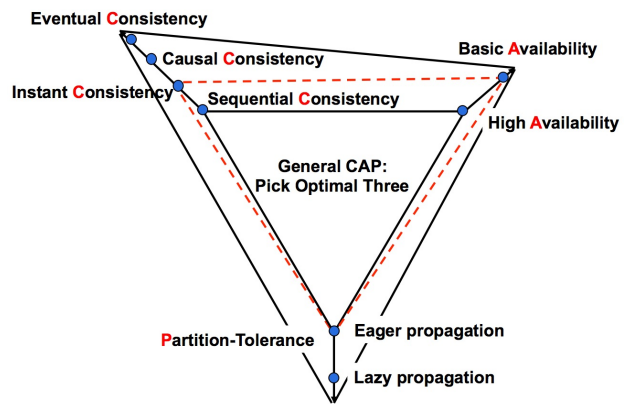 Eventual Consistency
Basic Availability
Causal Consistency
Instant Consistency
Sequential Consistency
High Availability
General CAP:
Pick Optimal Three
Partition-Tolerance
Eager propagation
Lazy propagation